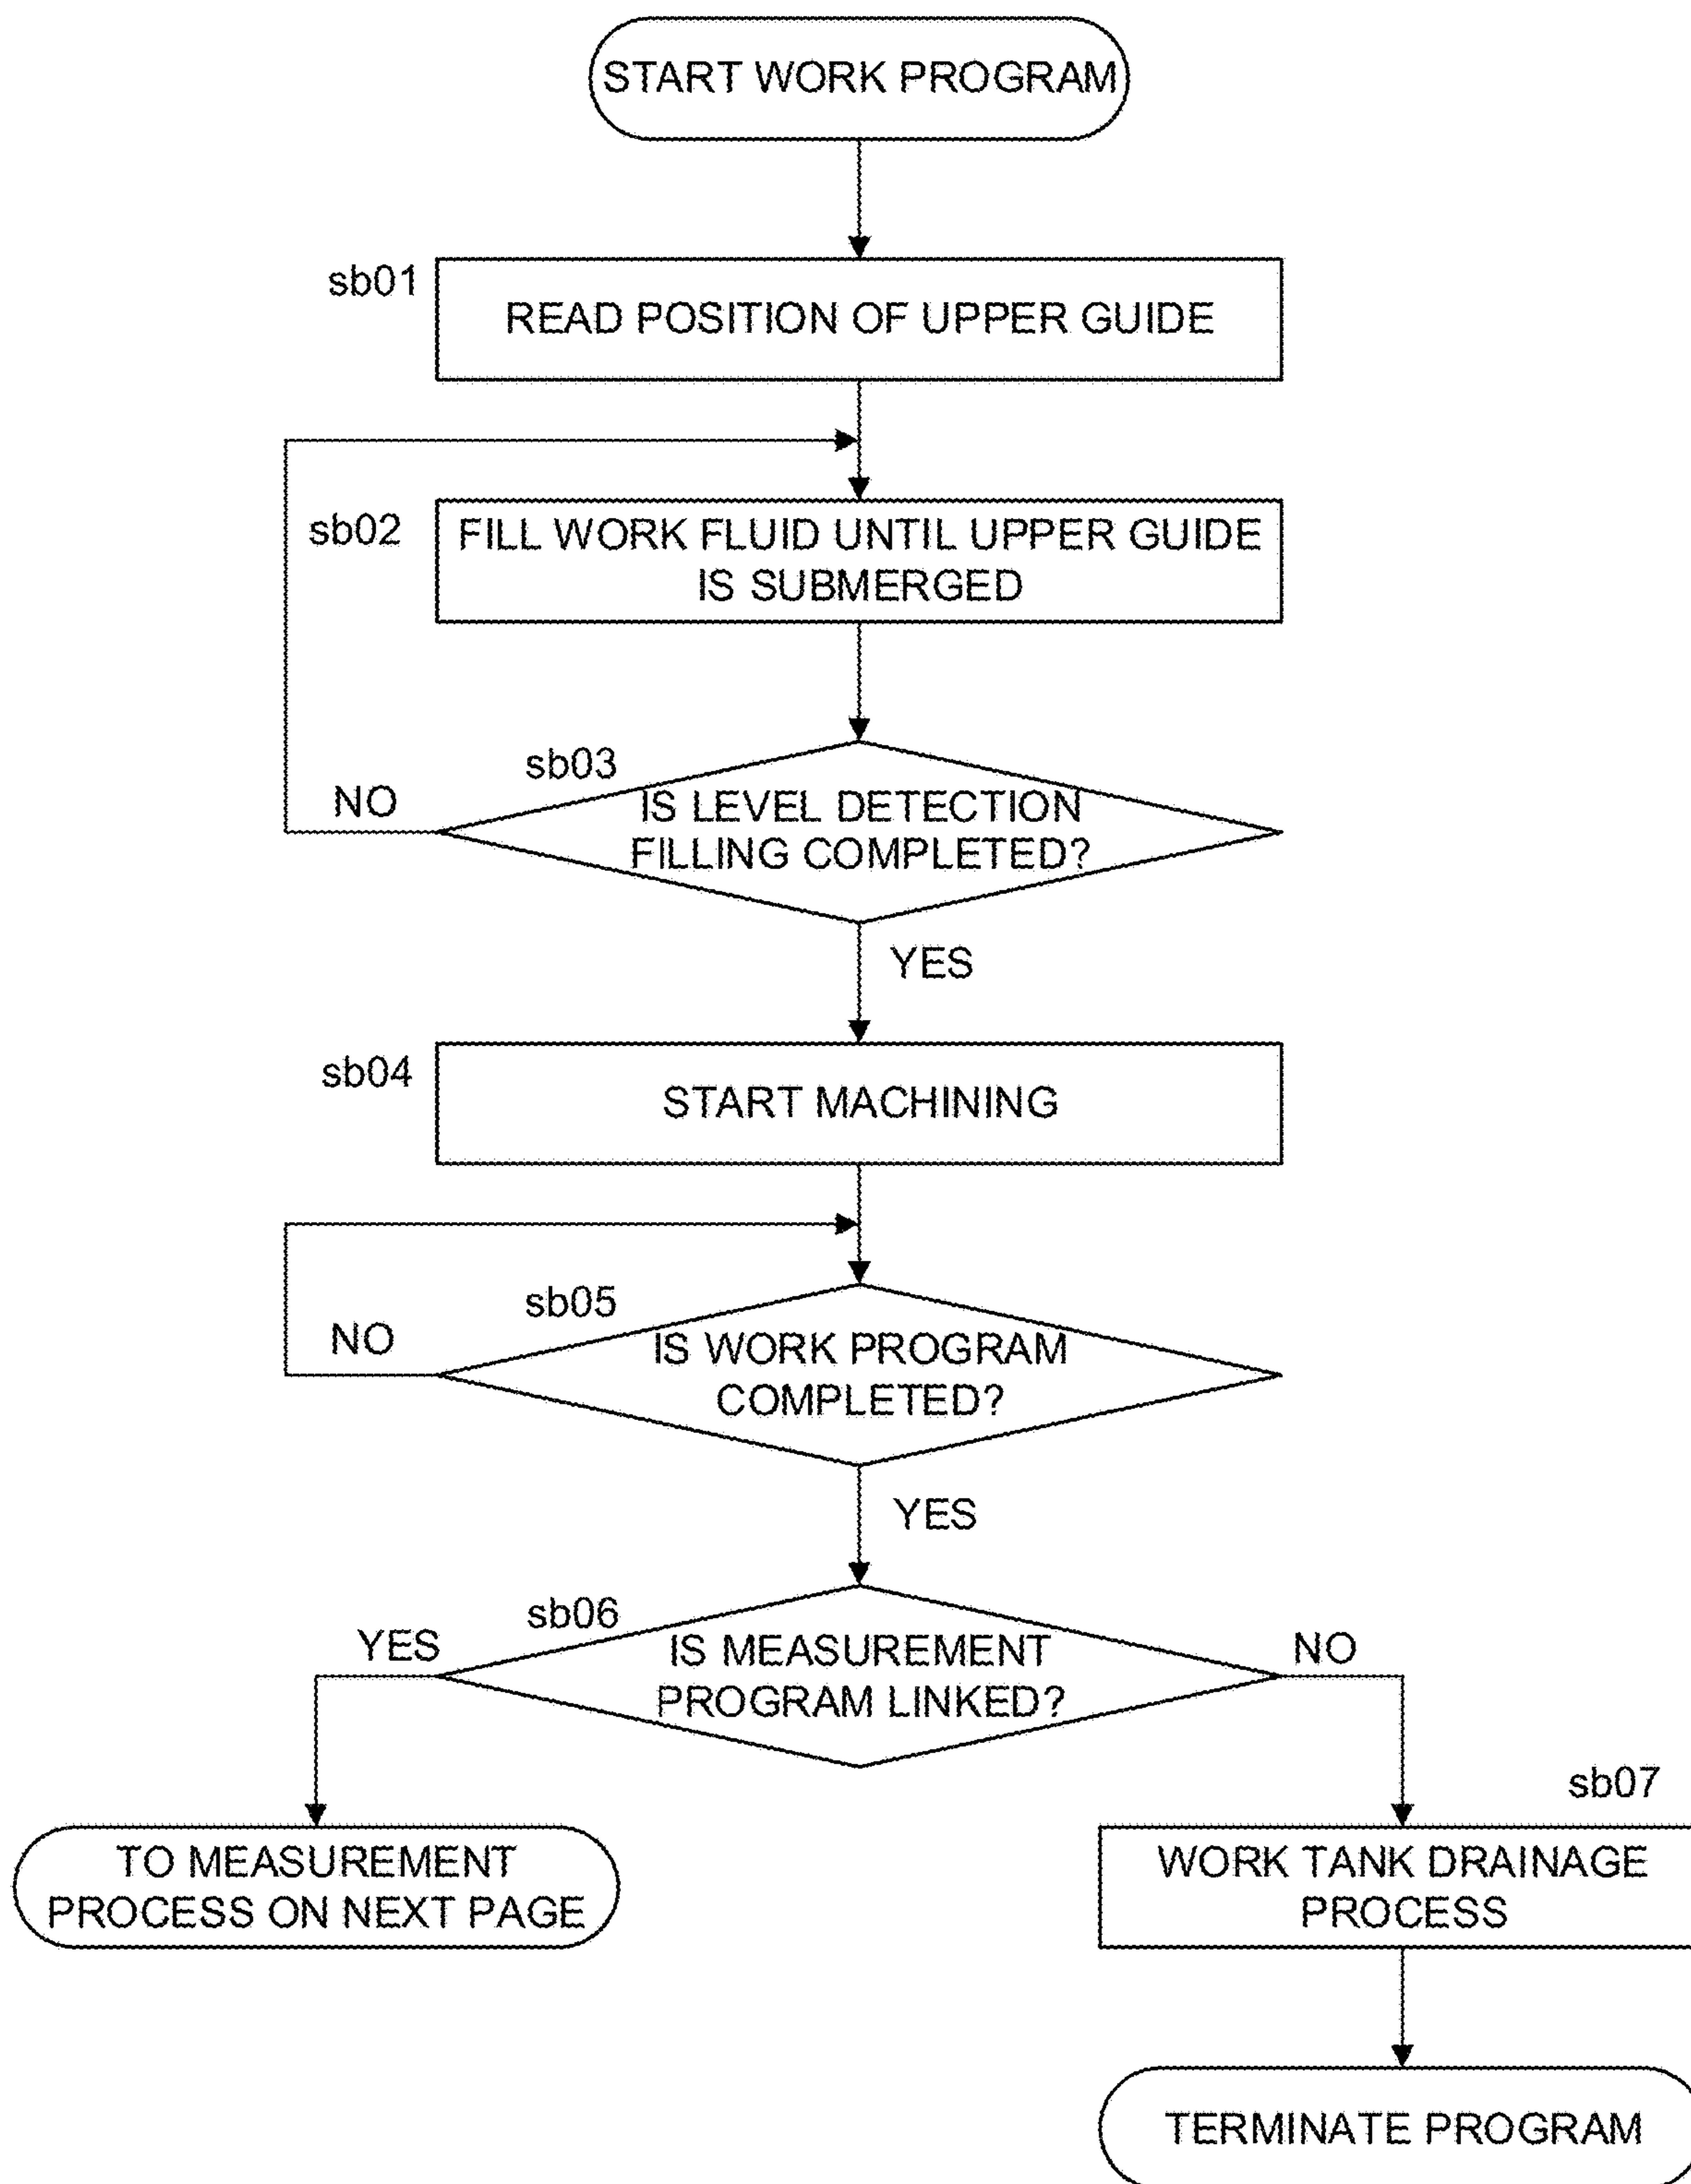 START WORK PROGRAM
sb01
READ POSITION OF UPPER GUIDE
sb02
FILL WORK FLUID UNTIL UPPER GUIDE
IS SUBMERGED
sb03
NO
IS LEVEL DETECTION
FILLING COMPLETED?
YES
sb04
START MACHINING
sb05
NO
IS WORK PROGRAM
COMPLETED?
YES
sb06
YES
IS MEASUREMENT
PROGRAM LINKED?
NO
sb07
TO MEASUREMENT
PROCESS ON NEXT PAGE
WORK TANK DRAINAGE
PROCESS
TERMINATE PROGRAM